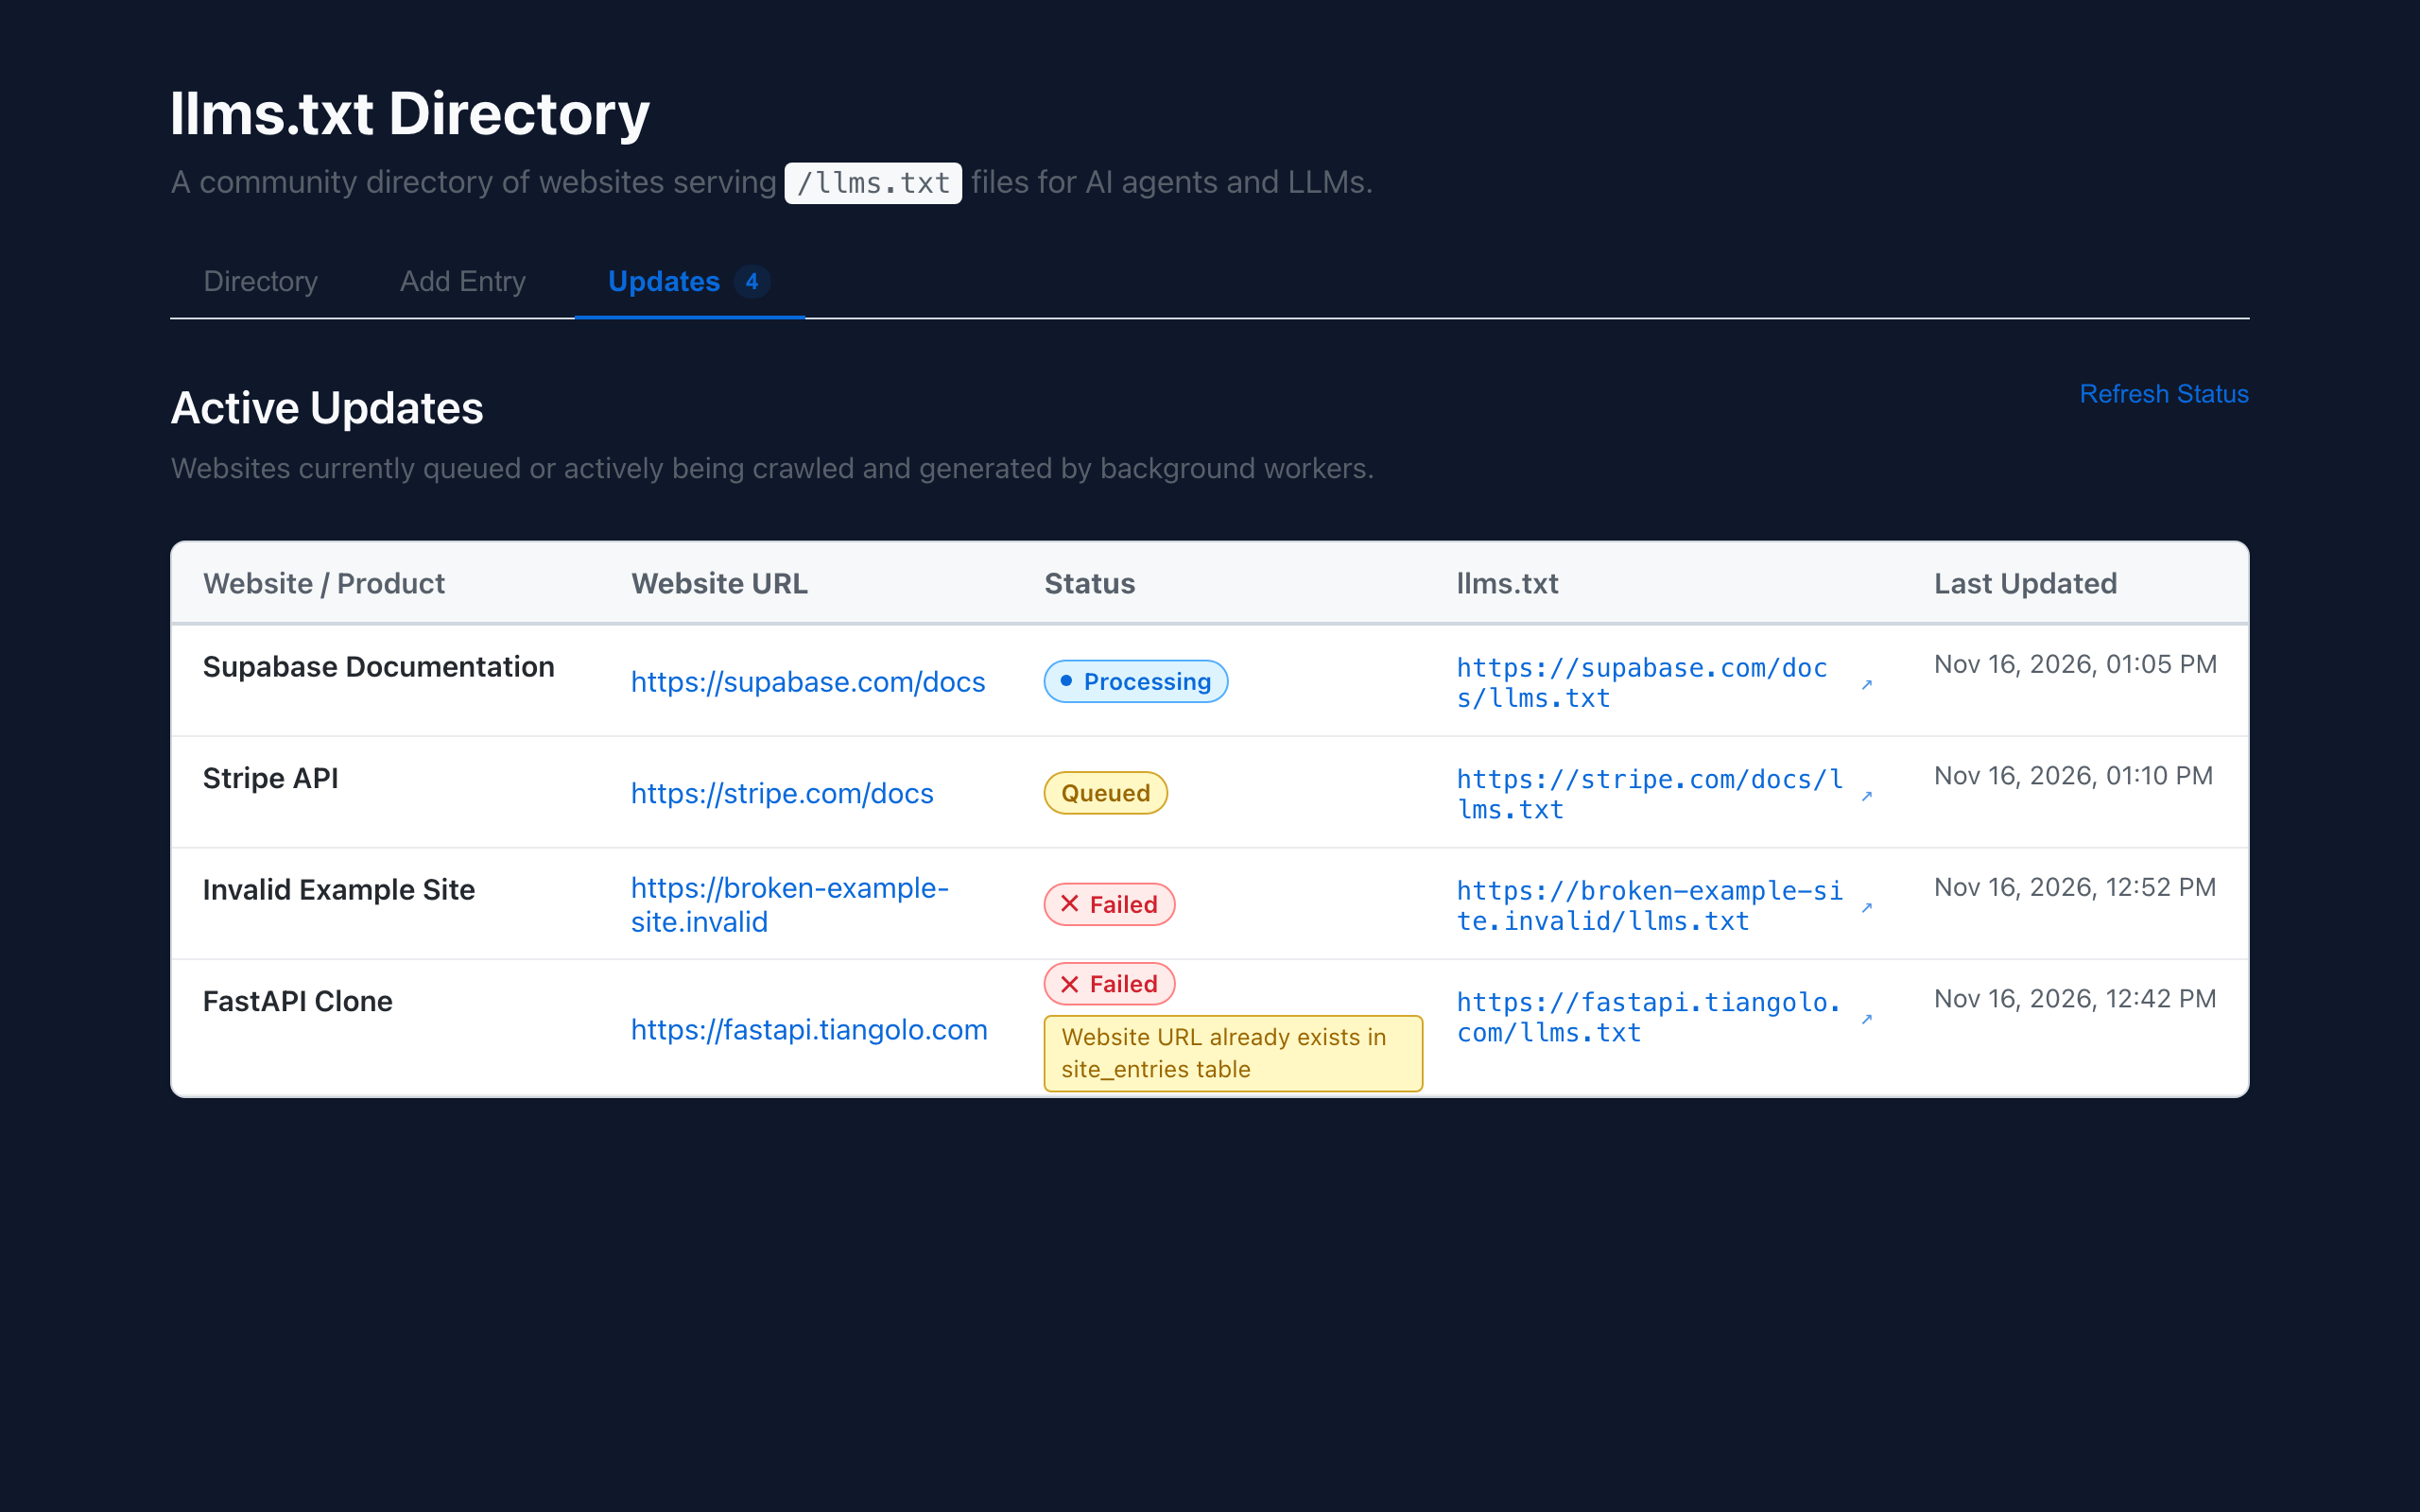 llms.txt Directory
A community directory of websites serving /llms.txt files for AI agents and LLMs.
Directory Add Entry Updates 4
Active Updates
Refresh Status
Websites currently queued or actively being crawled and generated by background workers.
Website / Product Website URL Status llms.txt Last Updated
Supabase Documentation
https://supabase.com/docs
Processing
https://supabase.com/doc
s/llms.txt
↗
Nov 16, 2026, 01:05 PM
Stripe API
https://stripe.com/docs
Queued
https://stripe.com/docs/l
lms.txt
↗
Nov 16, 2026, 01:10 PM
Invalid Example Site
https://broken-example-
site.invalid
✕ Failed
https://broken-example-si
te.invalid/llms.txt
↗
Nov 16, 2026, 12:52 PM
FastAPI Clone
https://fastapi.tiangolo.com
✕ Failed
Website URL already exists in
site_entries table
https://fastapi.tiangolo.
com/llms.txt
↗
Nov 16, 2026, 12:42 PM